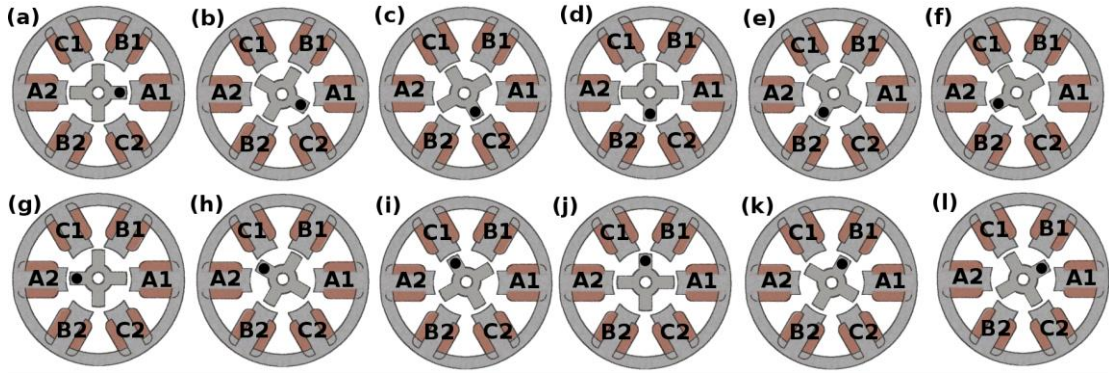 (a) (b) (c) (d) (e) (f)
C1 B1 C1 B1 C1 B1 C1 B1 C1 B1 C1 B1
A2 A1 A2 A1 A2 A1 A2 A1 A2 A1 A2 A1
B2 C2 B2 C2 B2 C2 B2 C2 B2 C2 B2 C2
(g) (h) (i) (j) (k) (l)
C1 B1 C1 B1 C1 B1 C1 B1 C1 B1 C1 B1
A2 A1 A2 A1 A2 A1 A2 A1 A2 A1 A2 A1
B2 C2 B2 C2 B2 C2 B2 C2 B2 C2 B2 C2